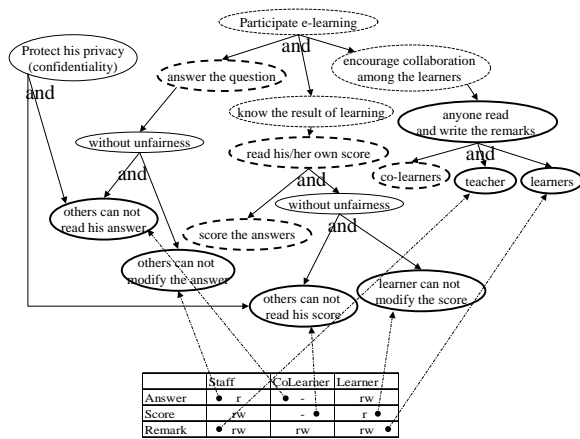 Participate e-learning
and
Protect his privacy
(confidentiality)
and
answer the question
encourage collaboration
among the learners
know the result of learning
anyone read
and write the remarks
without unfairness
and
read his/her own score
and
and
co-learners
teacher
learners
without unfairness
and
others can not
read his answer
score the answers
others can not
modify the answer
others can not
read his score
learner can not
modify the score
Staff CoLearner Learner
Answer r - rw
Score rw - r
Remark rw rw rw